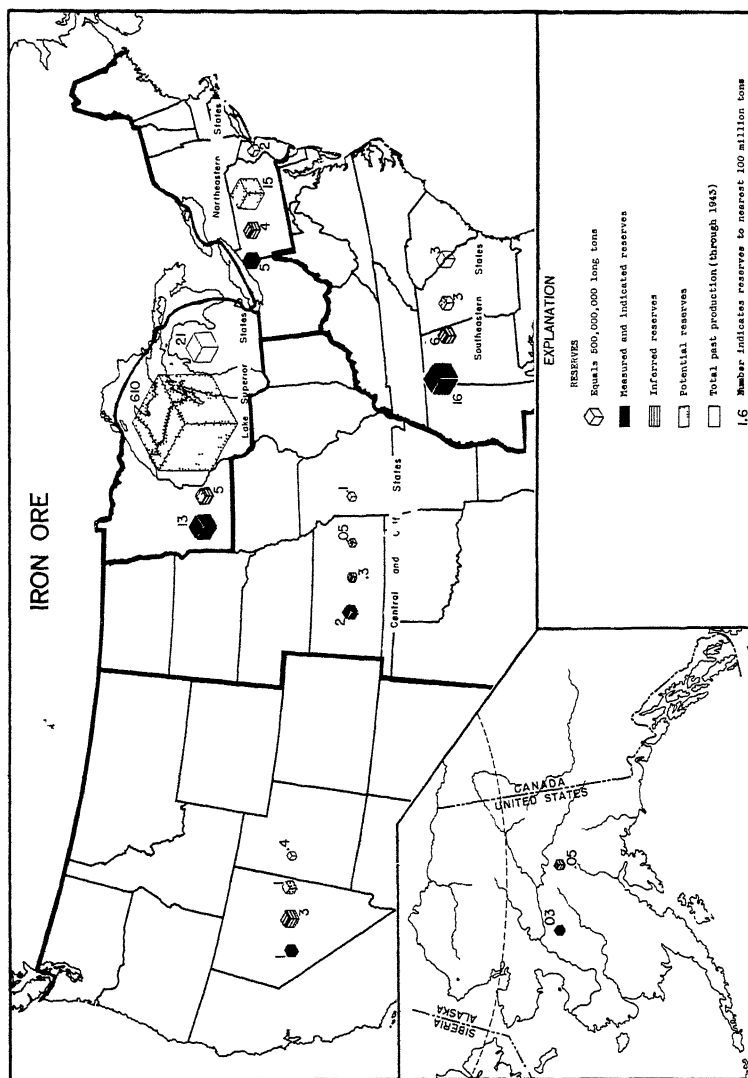 IRON ORE
610
21
13
5
Lake Superior States
Northeastern States
5
4
15
2
Central and Gulf States
2
.3
.05
1
Southeastern States
16
6
3
3
1
3
.4
SIBERIA
ALASKA
CANADA
UNITED STATES
.03
.05
EXPLANATION
RESERVES
Equals 500,000,000 long tons
Measured and indicated reserves
Inferred reserves
Potential reserves
Total past production(through 1943)
1.6 Number indicates reserves to nearest 100 million tons